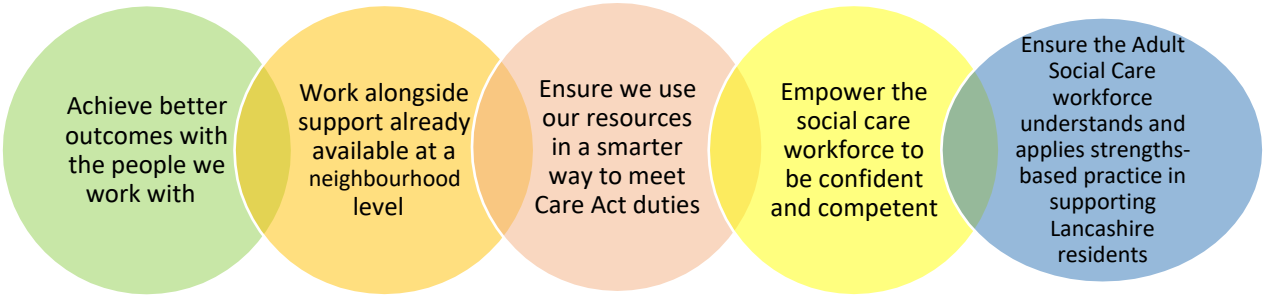 Achieve better
outcomes with
the people we
work with
Work alongside
support already
available at a
neighbourhood
level
Ensure we use
our resources
in a smarter
way to meet
Care Act duties
Empower the
social care
workforce to
be confident
and competent
Ensure the Adult
Social Care
workforce
understands and
applies strengths-
based practice in
supporting
Lancashire
residents